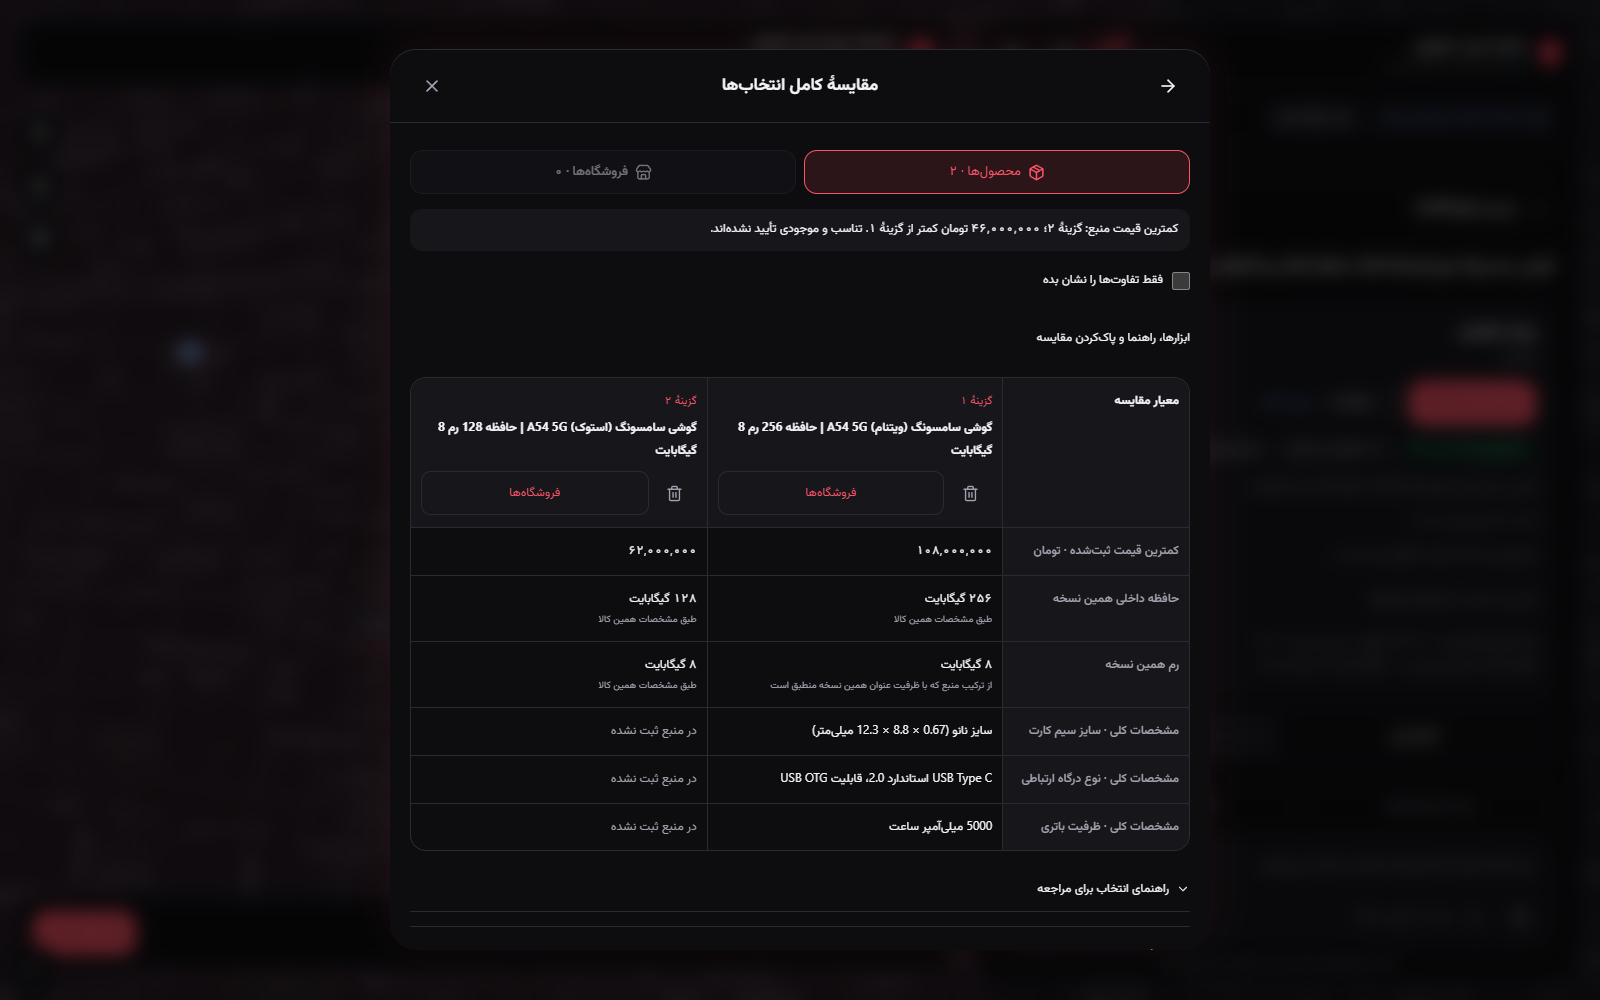 مقایسهٔ کامل انتخاب‌ها
محصول‌ها · ۲
فروشگاه‌ها · ۰
کمترین قیمت منبع: گزینهٔ ۲؛ ۴۶,۰۰۰,۰۰۰ تومان کمتر از گزینهٔ ۱. تناسب و موجودی تأیید نشده‌اند.
فقط تفاوت‌ها را نشان بده
ابزارها، راهنما و پاک‌کردن مقایسه
معیار مقایسه
گزینهٔ ۱
گوشی سامسونگ (ویتنام) A54 5G | حافظه 256 رم 8
گیگابایت
فروشگاه‌ها
گزینهٔ ۲
گوشی سامسونگ (استوک) A54 5G | حافظه 128 رم 8
گیگابایت
فروشگاه‌ها
کمترین قیمت ثبت‌شده · تومان
۱۰۸,۰۰۰,۰۰۰
۶۲,۰۰۰,۰۰۰
حافظه داخلی همین نسخه
۲۵۶ گیگابایت
طبق مشخصات همین کالا
۱۲۸ گیگابایت
طبق مشخصات همین کالا
رم همین نسخه
۸ گیگابایت
از ترکیب منبع که با ظرفیت عنوان همین نسخه منطبق است
۸ گیگابایت
طبق مشخصات همین کالا
مشخصات کلی · سایز سیم کارت
سایز نانو (0.67 × 8.8 × 12.3 میلی‌متر)
در منبع ثبت نشده
مشخصات کلی · نوع درگاه ارتباطی
USB Type C استاندارد 2.0، قابلیت USB OTG
در منبع ثبت نشده
مشخصات کلی · ظرفیت باتری
5000 میلی‌آمپر ساعت
در منبع ثبت نشده
راهنمای انتخاب برای مراجعه